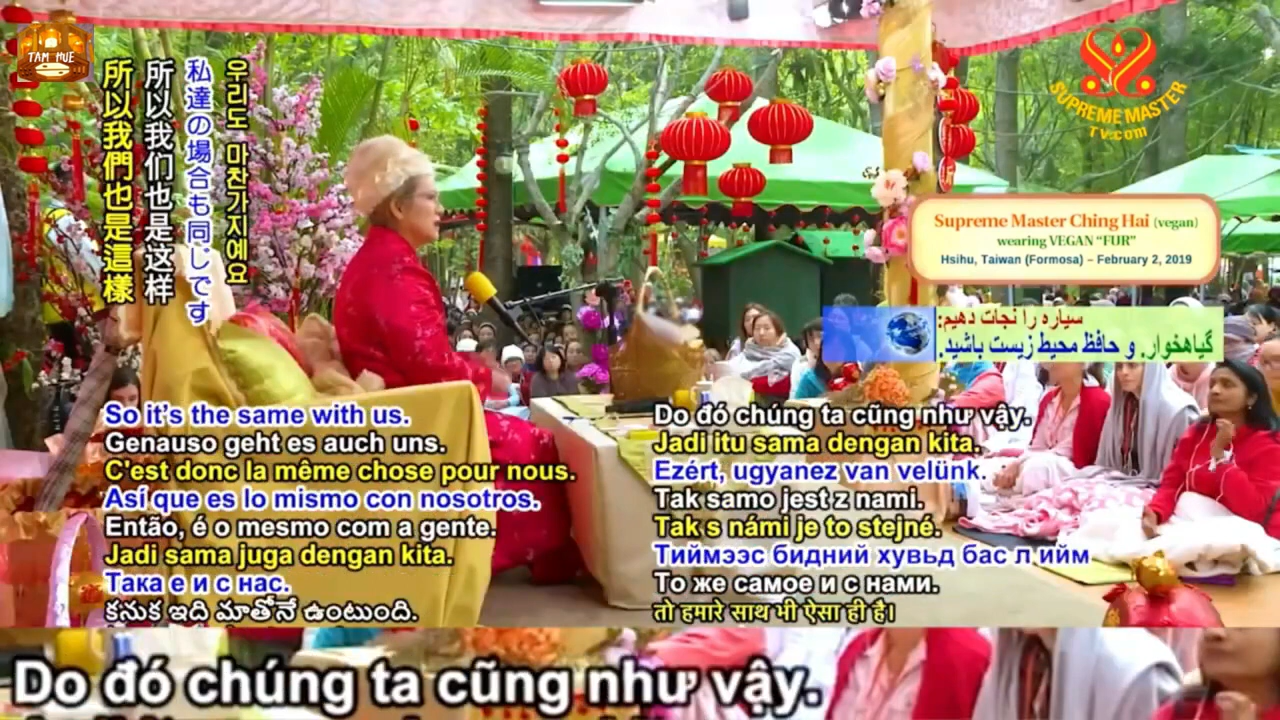 TAM HUE
所以我們也是這樣
所以我们也是这样
私達の場合も同じです
우리도 마찬가지예요
SUPREME MASTER
TV.com
Supreme Master Ching Hai (vegan)
wearing VEGAN “FUR”
Hsihu, Taiwan (Formosa) – February 2, 2019
سیاره را نجات دهیم:
گیاهخوار. و حافظ محیط زیست باشید.
So it’s the same with us.
Genauso geht es auch uns.
C'est donc la même chose pour nous.
Así que es lo mismo con nosotros.
Então, é o mesmo com a gente.
Jadi sama juga dengan kita.
Така е и с нас.
కనుక ఇది మాతోనే ఉంటుంది.
Do đó chúng ta cũng như vậy.
Jadi itu sama dengan kita.
Ezért, ugyanez van velünk.
Tak samo jest z nami.
Tak s námi je to stejné.
Тиймээс бидний хувьд бас л ийм
То же самое и с нами.
तो हमारे साथ भी ऐसा ही है।
Do đó chúng ta cũng như vậy.